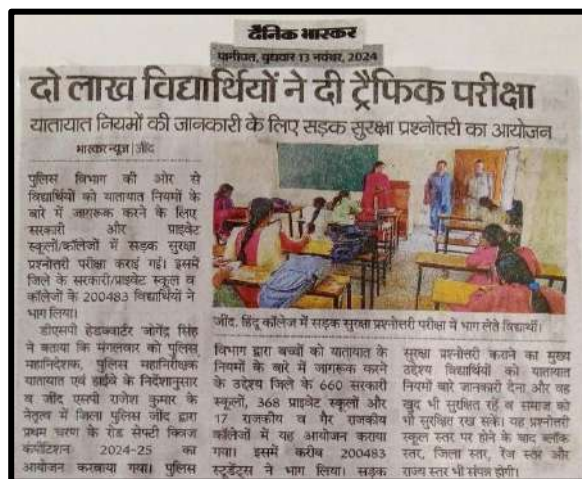 दैनिक भास्कर
पानीपत, बुधवार 13 नवंबर, 2024
दो लाख विद्यार्थियों ने दी ट्रैफिक परीक्षा
यातायात नियमों की जानकारी के लिए सड़क सुरक्षा प्रश्नोत्तरी का आयोजन
भास्कर न्यूज | जींद
पुलिस विभाग की ओर से
विद्यार्थियों को यातायात नियमों के
बारे में जागरूक करने के लिए
सरकारी और प्राइवेट
स्कूलों/कॉलेजों में सड़क सुरक्षा
प्रश्नोत्तरी परीक्षा कराई गई। इसमें
जिले के सरकारी/प्राइवेट स्कूल व
कॉलेजों के 200483 विद्यार्थियों ने
भाग लिया।
डीएसपी हेडक्वार्टर जोगेंद्र सिंह
ने बताया कि मंगलवार को पुलिस
महानिदेशक, पुलिस महानिरीक्षक
यातायात एवं हाईवे के निर्देशानुसार
व जींद एसपी राजेश कुमार के
नेतृत्व में जिला पुलिस जींद द्वारा
प्रथम चरण के रोड सेफ्टी क्विज
कंपीटिशन 2024-25 का
आयोजन करवाया गया। पुलिस
जींद. हिंदू कॉलेज में सड़क सुरक्षा प्रश्नोत्तरी परीक्षा में भाग लेते विद्यार्थी।
विभाग द्वारा बच्चों को यातायात के
नियमों के बारे में जागरूक करने
के उद्देश्य जिले के 660 सरकारी
स्कूलों, 368 प्राइवेट स्कूलों और
17 राजकीय व गैर राजकीय
कॉलेजों में यह आयोजन कराया
गया। इसमें करीब 200483
स्टूडेंट्स ने भाग लिया। सड़क
सुरक्षा प्रश्नोत्तरी कराने का मुख्य
उद्देश्य विद्यार्थियों को यातायात
नियमों बारे जानकारी देना और वह
खुद भी सुरक्षित रहें व समाज को
भी सुरक्षित रख सके। यह प्रश्नोत्तरी
स्कूल स्तर पर होने के बाद ब्लॉक
स्तर, जिला स्तर, रेंज स्तर और
राज्य स्तर भी संपन्न होगी।